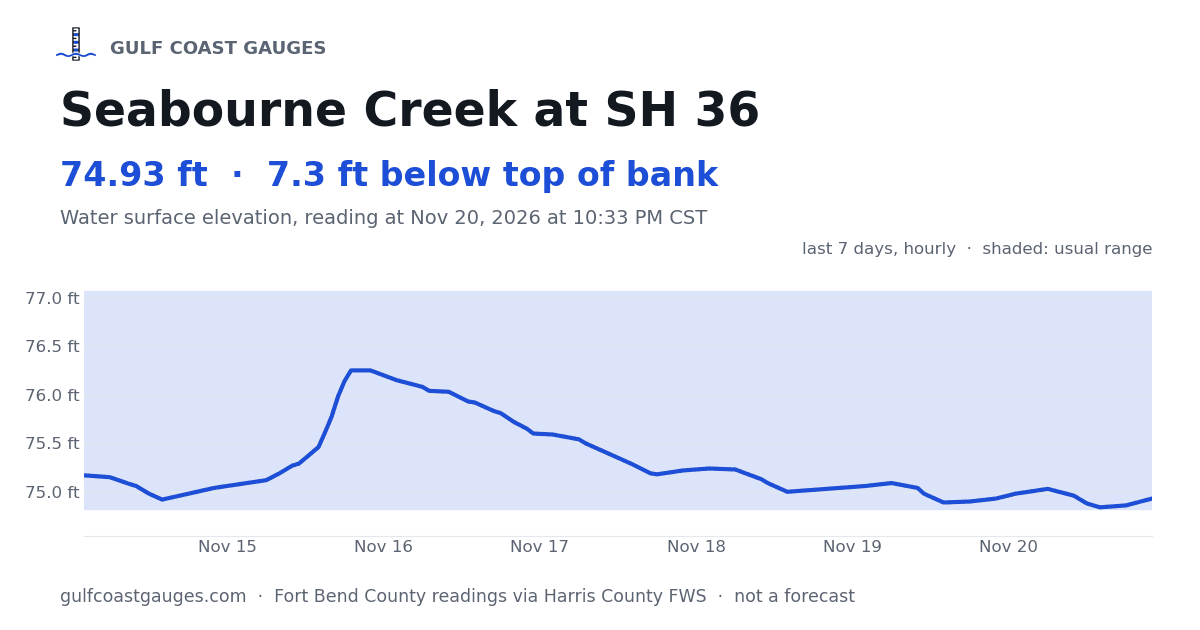 GULF COAST GAUGES
Seabourne Creek at SH 36
74.93 ft · 7.3 ft below top of bank
Water surface elevation, reading at Nov 20, 2026 at 10:33 PM CST
last 7 days, hourly · shaded: usual range
77.0 ft
76.5 ft
76.0 ft
75.5 ft
75.0 ft
Nov 15 Nov 16 Nov 17 Nov 18 Nov 19 Nov 20
gulfcoastgauges.com · Fort Bend County readings via Harris County FWS · not a forecast